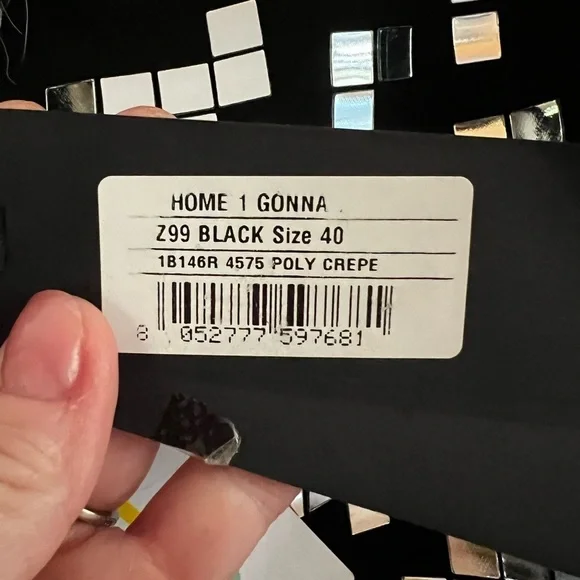 HOME 1 GONNA
Z99 BLACK Size 40
1B146R 4575 POLY CREPE
8 052777 597681